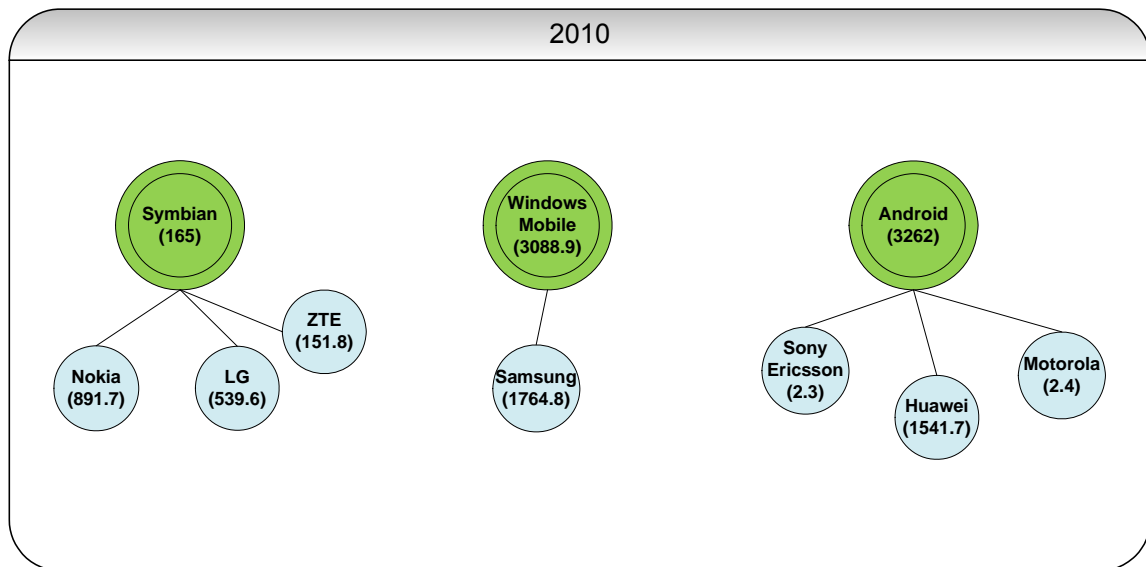 2010
Symbian
(165)
Windows
Mobile
(3088.9)
Android
(3262)
ZTE
(151.8)
Nokia
(891.7)
LG
(539.6)
Samsung
(1764.8)
Sony
Ericsson
(2.3)
Huawei
(1541.7)
Motorola
(2.4)